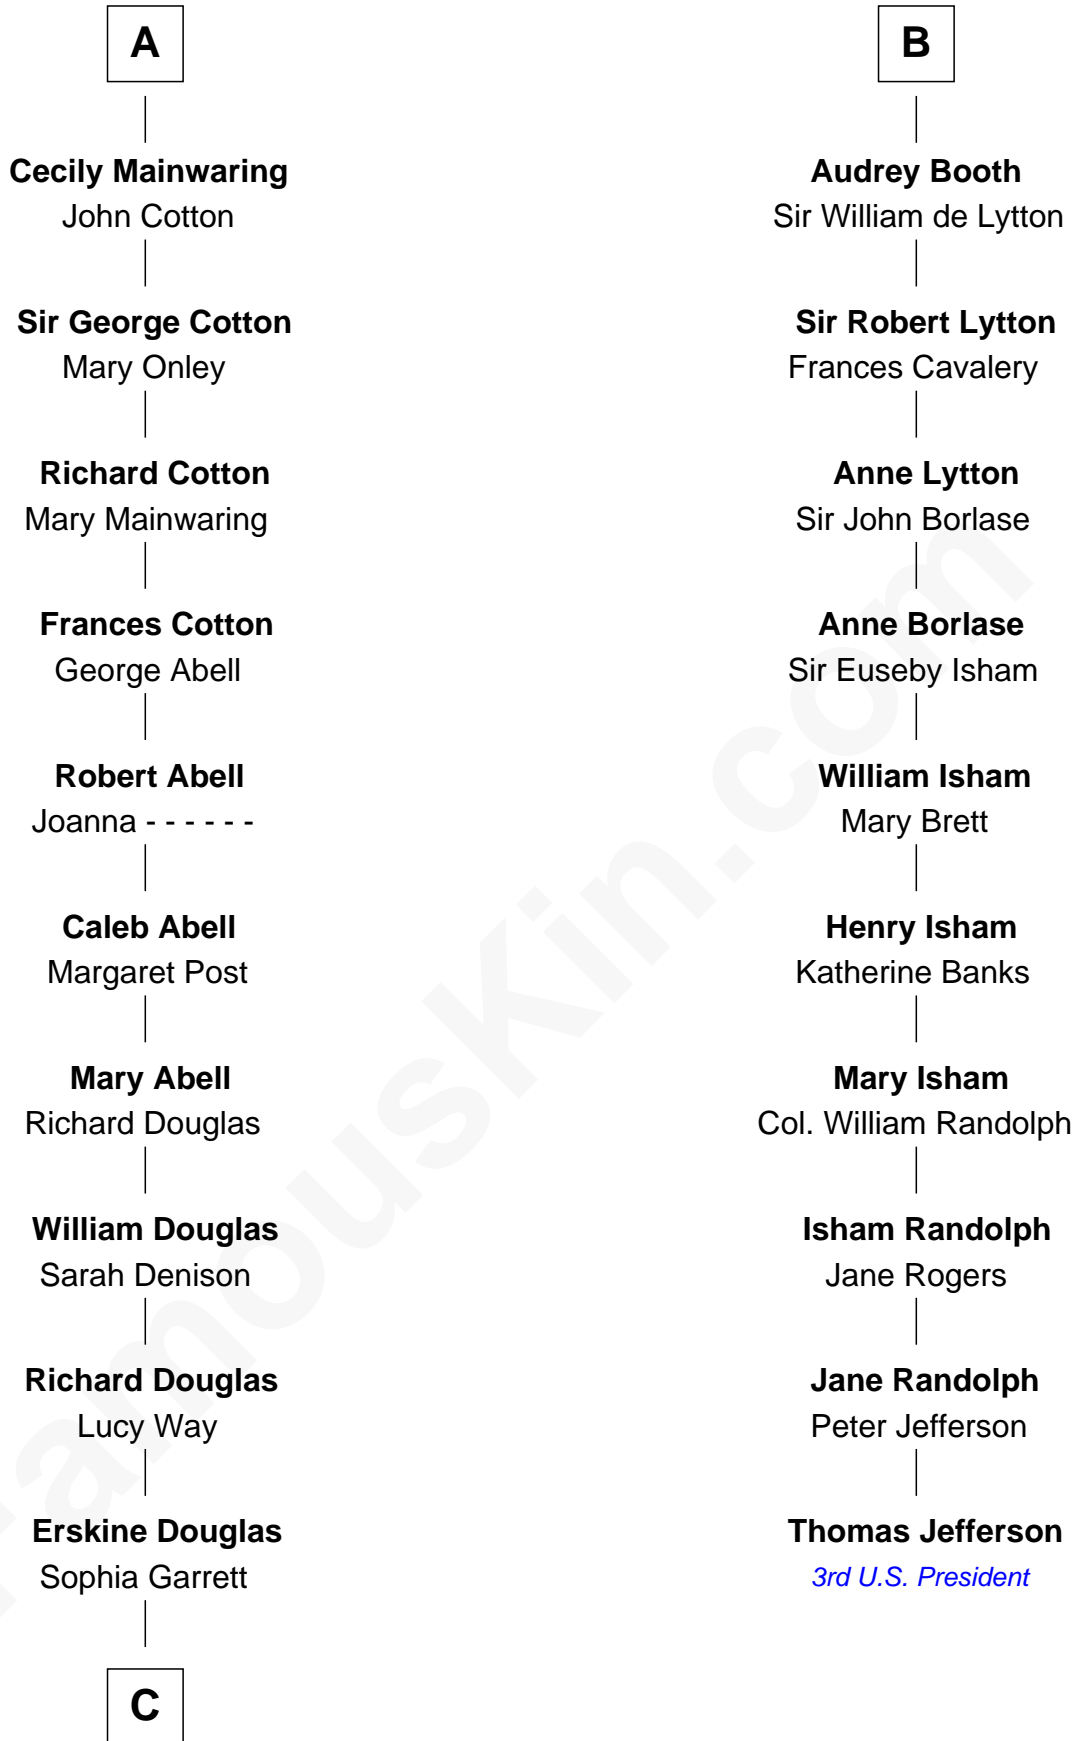 A
Cecily Mainwaring
John Cotton
Sir George Cotton
Mary Onley
Richard Cotton
Mary Mainwaring
Frances Cotton
George Abell
Robert Abell
Joanna - - - - - -
Caleb Abell
Margaret Post
Mary Abell
Richard Douglas
William Douglas
Sarah Denison
Richard Douglas
Lucy Way
Erskine Douglas
Sophia Garrett
C
B
Audrey Booth
Sir William de Lytton
Sir Robert Lytton
Frances Cavalery
Anne Lytton
Sir John Borlase
Anne Borlase
Sir Euseby Isham
William Isham
Mary Brett
Henry Isham
Katherine Banks
Mary Isham
Col. William Randolph
Isham Randolph
Jane Rogers
Jane Randolph
Peter Jefferson
Thomas Jefferson
3rd U.S. President
FamousKin.com